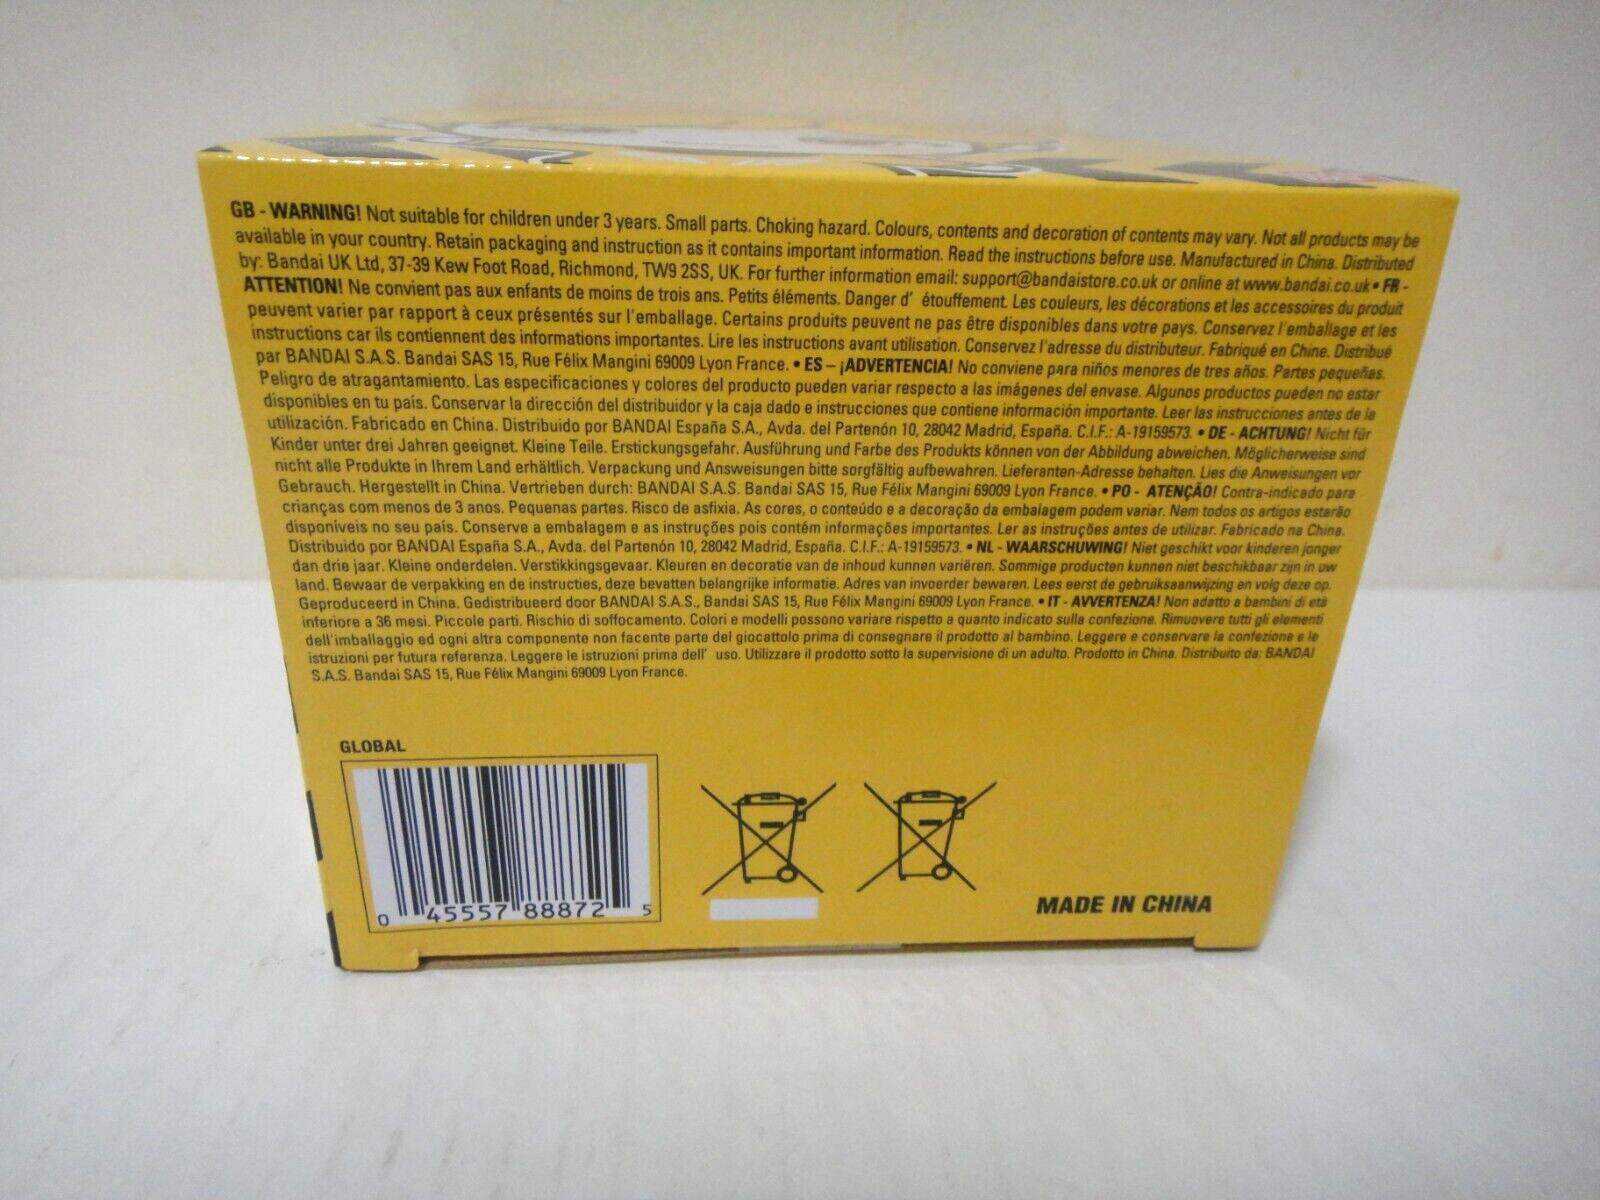 GB - WARNING! Not suitable for children under 3 years. Small parts. Choking hazard. Colours, contents and decoration of contents may vary. Not all products may be
available in your country. Retain packaging and instruction as it contains important information. Read the instructions before use. Manufactured in China. Distributed
by: Bandai UK Ltd, 37-39 Kew Foot Road, Richmond, TW9 2SS, UK. For further information email: support@bandaistore.co.uk or online at www.bandai.co.uk • FR -
ATTENTION! Ne convient pas aux enfants de moins de trois ans. Petits éléments. Danger d' étouffement. Les couleurs, les décorations et les accessoires du produit
peuvent varier par rapport à ceux présentés sur l'emballage. Certains produits peuvent ne pas être disponibles dans votre pays. Conservez l'emballage et les
instructions car ils contiennent des informations importantes. Lire les instructions avant utilisation. Conservez l'adresse du distributeur. Fabriqué en Chine. Distribué
par BANDAI S.A.S. Bandai SAS 15, Rue Félix Mangini 69009 Lyon France. • ES – ¡ADVERTENCIA! No conviene para niños menores de tres años. Partes pequeñas.
Peligro de atragantamiento. Las especificaciones y colores del producto pueden variar respecto a las imágenes del envase. Algunos productos pueden no estar
disponibles en tu país. Conservar la dirección del distribuidor y la caja dado e instrucciones que contiene información importante. Leer las instrucciones antes de la
utilización. Fabricado en China. Distribuido por BANDAI España S.A., Avda. del Partenón 10, 28042 Madrid, España. C.I.F.: A-19159573. • DE - ACHTUNG! Nicht für
Kinder unter drei Jahren geeignet. Kleine Teile. Erstickungsgefahr. Ausführung und Farbe des Produkts können von der Abbildung abweichen. Möglicherweise sind
nicht alle Produkte in Ihrem Land erhältlich. Verpackung und Answeisungen bitte sorgfältig aufbewahren. Lieferanten-Adresse behalten. Lies die Anweisungen vor
Gebrauch. Hergestellt in China. Vertrieben durch: BANDAI S.A.S. Bandai SAS 15, Rue Félix Mangini 69009 Lyon France. • PO - ATENÇÃO! Contra-indicado para
crianças com menos de 3 anos. Pequenas partes. Risco de asfixia. As cores, o conteúdo e a decoração da embalagem podem variar. Nem todos os artigos estarão
disponíveis no seu país. Conserve a embalagem e as instruções pois contém informações importantes. Ler as instruções antes de utilizar. Fabricado na China.
Distribuido por BANDAI España S.A., Avda. del Partenón 10, 28042 Madrid, España. C.I.F.: A-19159573. • NL - WAARSCHUWING! Niet geschikt voor kinderen jonger
dan drie jaar. Kleine onderdelen. Verstikkingsgevaar. Kleuren en decoratie van de inhoud kunnen variëren. Sommige producten kunnen niet beschikbaar zijn in uw
land. Bewaar de verpakking en de instructies, deze bevatten belangrijke informatie. Adres van invoerder bewaren. Lees eerst de gebruiksaanwijzing en volg deze op.
Geproduceerd in China. Gedistribueerd door BANDAI S.A.S., Bandai SAS 15, Rue Félix Mangini 69009 Lyon France. • IT - AVVERTENZA! Non adatto a bambini di età
inferiore a 36 mesi. Piccole parti. Rischio di soffocamento. Colori e modelli possono variare rispetto a quanto indicato sulla confezione. Rimuovere tutti gli elementi
dell'imballaggio ed ogni altra componente non facente parte del giocattolo prima di consegnare il prodotto al bambino. Leggere e conservare la confezione e le
istruzioni per futura referenza. Leggere le istruzioni prima dell' uso. Utilizzare il prodotto sotto la supervisione di un adulto. Prodotto in China. Distribuito da: BANDAI
S.A.S. Bandai SAS 15, Rue Félix Mangini 69009 Lyon France.
GLOBAL
0 45557 88872 5
MADE IN CHINA